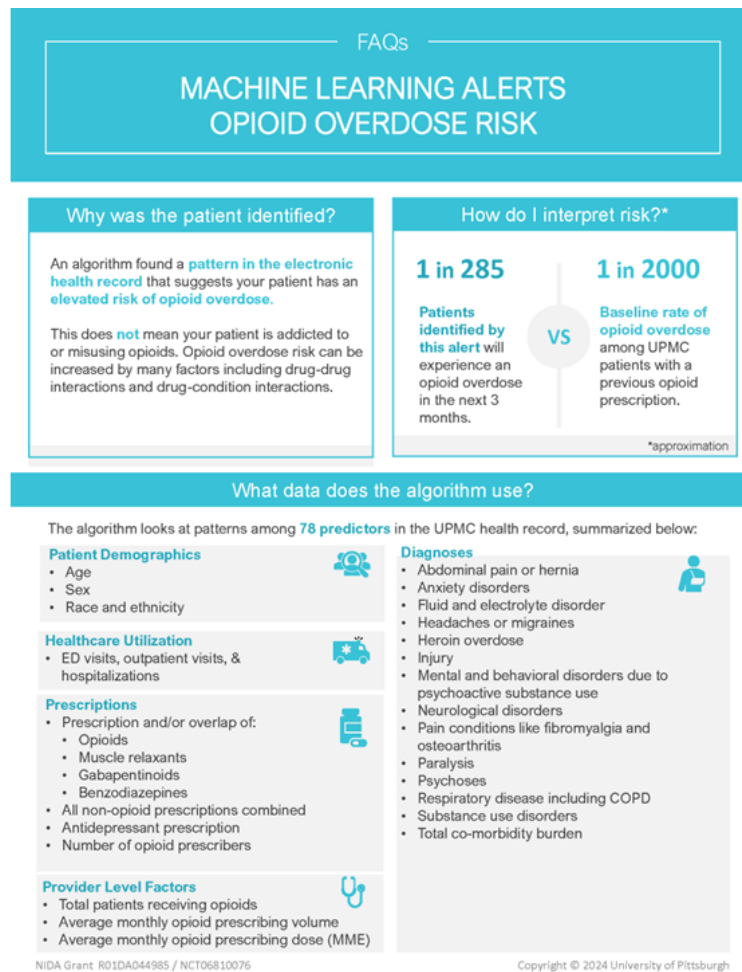 FAQs
MACHINE LEARNING ALERTS
OPIOID OVERDOSE RISK
Why was the patient identified?
An algorithm found a pattern in the electronic
health record that suggests your patient has an
elevated risk of opioid overdose.
This does not mean your patient is addicted to
or misusing opioids. Opioid overdose risk can be
increased by many factors including drug-drug
interactions and drug-condition interactions.
How do I interpret risk?*
1 in 285
Patients
identified by
this alert will
experience an
opioid overdose
in the next 3
months.
VS
1 in 2000
Baseline rate of
opioid overdose
among UPMC
patients with a
previous opioid
prescription.
*approximation
What data does the algorithm use?
The algorithm looks at patterns among 78 predictors in the UPMC health record, summarized below:
Patient Demographics
• Age
• Sex
• Race and ethnicity
Healthcare Utilization
• ED visits, outpatient visits, &
hospitalizations
Prescriptions
• Prescription and/or overlap of:
• Opioids
• Muscle relaxants
• Gabapentinoids
• Benzodiazepines
• All non-opioid prescriptions combined
• Antidepressant prescription
• Number of opioid prescribers
Provider Level Factors
• Total patients receiving opioids
• Average monthly opioid prescribing volume
• Average monthly opioid prescribing dose (MME)
Diagnoses
• Abdominal pain or hernia
• Anxiety disorders
• Fluid and electrolyte disorder
• Headaches or migraines
• Heroin overdose
• Injury
• Mental and behavioral disorders due to
psychoactive substance use
• Neurological disorders
• Pain conditions like fibromyalgia and
osteoarthritis
• Paralysis
• Psychoses
• Respiratory disease including COPD
• Substance use disorders
• Total co-morbidity burden
NIDA Grant R01DA044985 / NCT06810076
Copyright © 2024 University of Pittsburgh